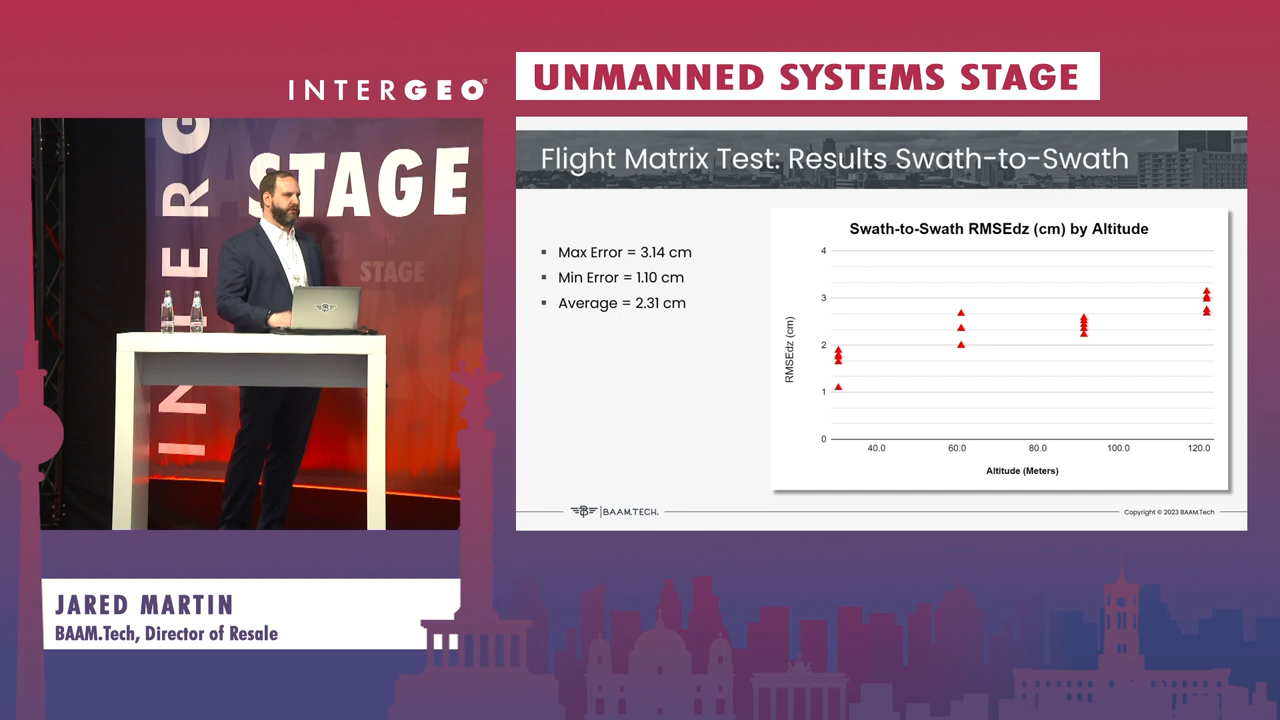 INTERGEO®
UNMANNED SYSTEMS STAGE
INTERG
STAGE
STAGE
Flight Matrix Test: Results Swath-to-Swath
▪ Max Error = 3.14 cm
▪ Min Error = 1.10 cm
▪ Average = 2.31 cm
Swath-to-Swath RMSEdz (cm) by Altitude
RMSEdz (cm)
4
3
2
1
0
40.0 60.0 80.0 100.0 120.0
Altitude (Meters)
BAAM.TECH.
Copyright © 2023 BAAM.Tech
JARED MARTIN
BAAM.Tech, Director of Resale